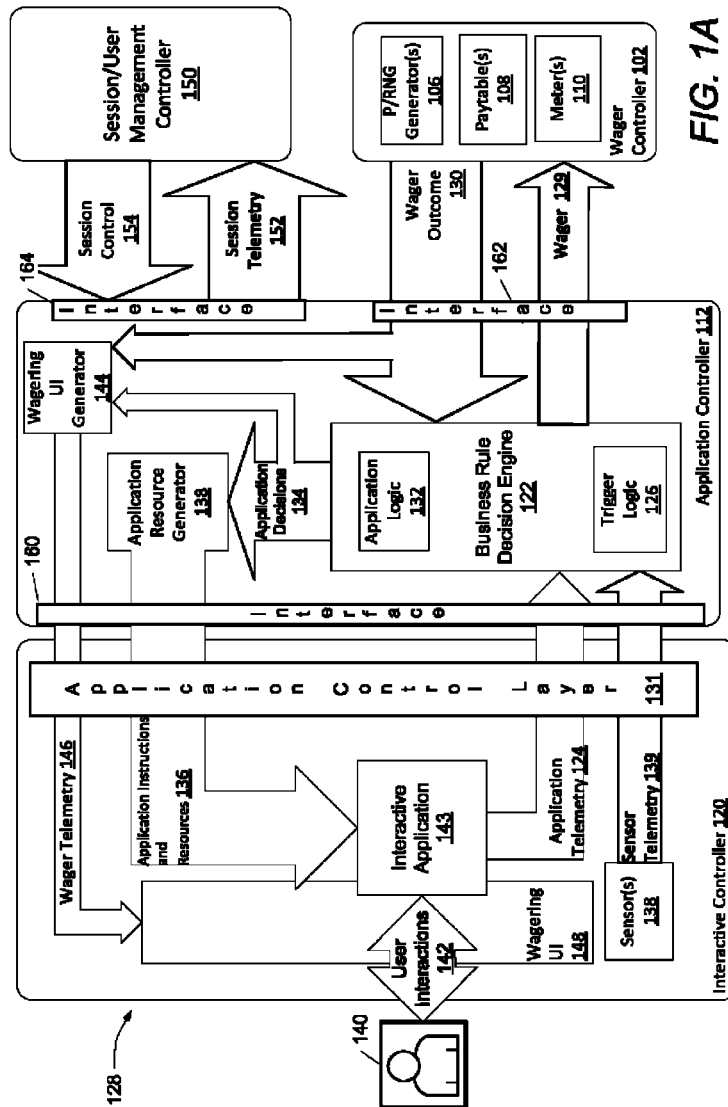 128
140
Interactive Controller 120
Wager Telemetry 146
Application Instructions
and
Resources 136
User
Interactions
142
Wagering
UI
148
Interactive
Application
143
Application
Telemetry 124
Sensor(s)
138
Sensor
Telemetry 139
Application Control Layer
131
160
Interface
Application Controller 112
Wagering
UI
Generator
144
Application
Resource
Generator
138
Application
Decisions
134
Application
Logic
132
Business Rule
Decision Engine
122
Trigger
Logic
126
164
Interface
162
Interface
Session
Control
154
Session
Telemetry
152
Session/User
Management
Controller
150
Wager
Outcome
130
Wager 129
P/RNG
Generator(s)
106
Paytable(s)
108
Meter(s)
110
Wager
Controller 102
FIG. 1A